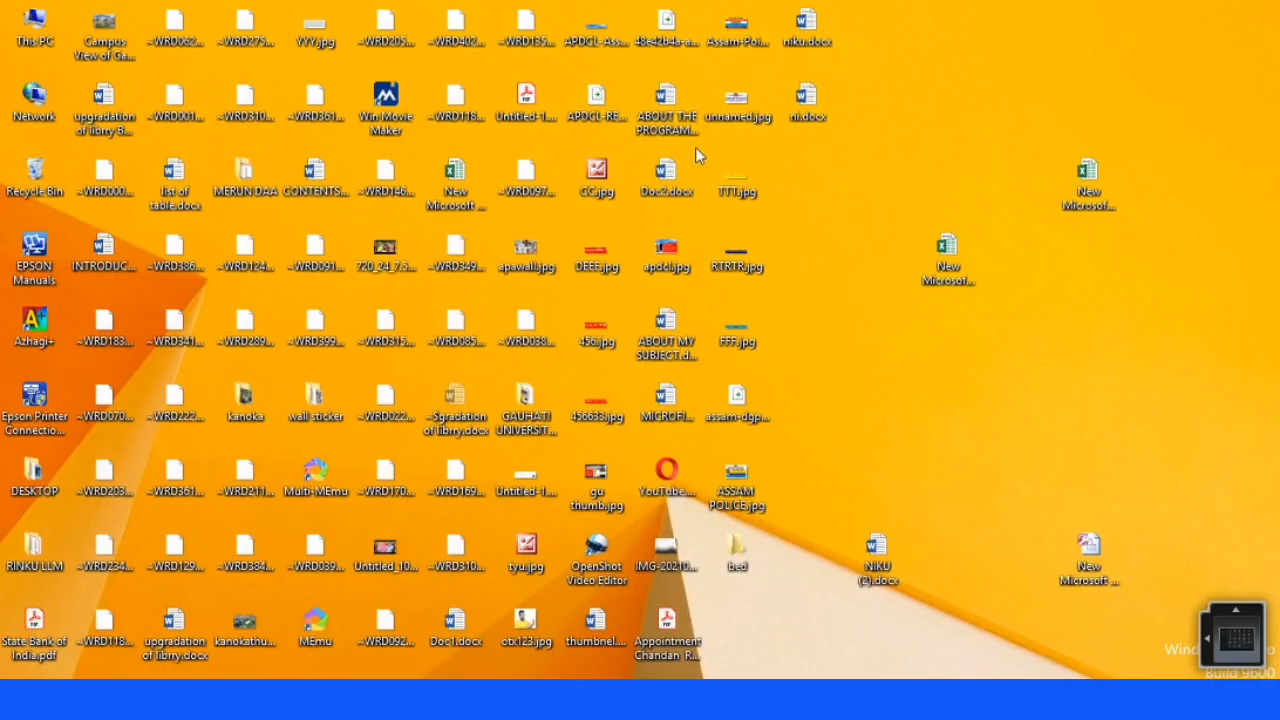 This PC
Campus
View of Ga...
~WRD062...
~WRD275...
YYY.jpg
~WRD205...
~WRD402...
~WRD135...
APDCL-Ass...
48e42b4a-a...
Assam-Pol...
niku.docx
Network
upgradation
of librry B...
~WRD001...
~WRD310...
~WRD361...
Win Movie
Maker
~WRD118...
Untitled-1...
APDCL-RE...
ABOUT THE
PROGRAM...
unnamed.jpg
ni.docx
Recycle Bin
~WRD000...
list of
table.docx
MERUN DAA
CONTENTS...
~WRD146...
New
Microsoft ...
~WRD097...
CC.jpg
Doc2.docx
TTT.jpg
New
Microsof...
EPSON
Manuals
INTRODUC...
~WRD386...
~WRD124...
~WRD091...
720_24_7.5...
~WRD349...
apawali.jpg
DEEE.jpg
apdcl.jpg
RTRTR.jpg
New
Microsof...
Azhagi+
~WRD183...
~WRD341...
~WRD289...
~WRD399...
~WRD315...
~WRD085...
~WRD038...
456.jpg
ABOUT MY
SUBJECT.d...
FFF.jpg
Epson Printer
Connectio...
~WRD070...
~WRD222...
kanoka
wall sticker
~WRD022...
~Sgradation
of librry.docx
GAUHATI
UNIVERSIT...
456633.jpg
MICROFI...
assam-dgp...
DESKTOP
~WRD203...
~WRD361...
~WRD211...
Multi-MEmu
~WRD170...
~WRD169...
Untitled-1...
gu
thumb.jpg
YouTube....
ASSAM
POLICE.jpg
RINKU LLM
~WRD234...
~WRD129...
~WRD384...
~WRD039...
Untitled_10...
~WRD310...
tyu.jpg
OpenShot
Video Editor
IMG-20210...
bed
NIKU
(2).docx
New
Microsoft ...
State Bank of
India.pdf
~WRD118...
upgradation
of librry.docx
kanokathu...
MEmu
~WRD092...
Doc1.docx
otx123.jpg
thumbnel....
Appointment
Chandan-R...
Build 9600